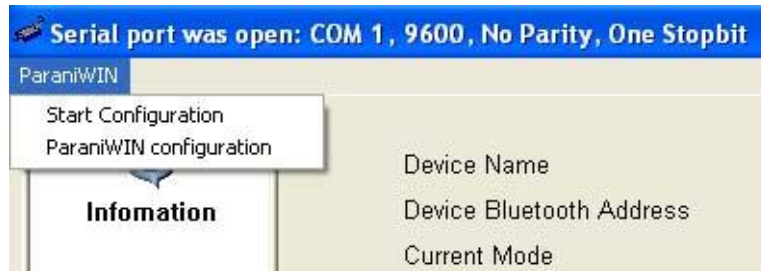 Serial port was open: COM 1, 9600, No Parity, One Stopbit
ParaniWIN
Start Configuration
ParaniWIN configuration
Infomation
Device Name
Device Bluetooth Address
Current Mode